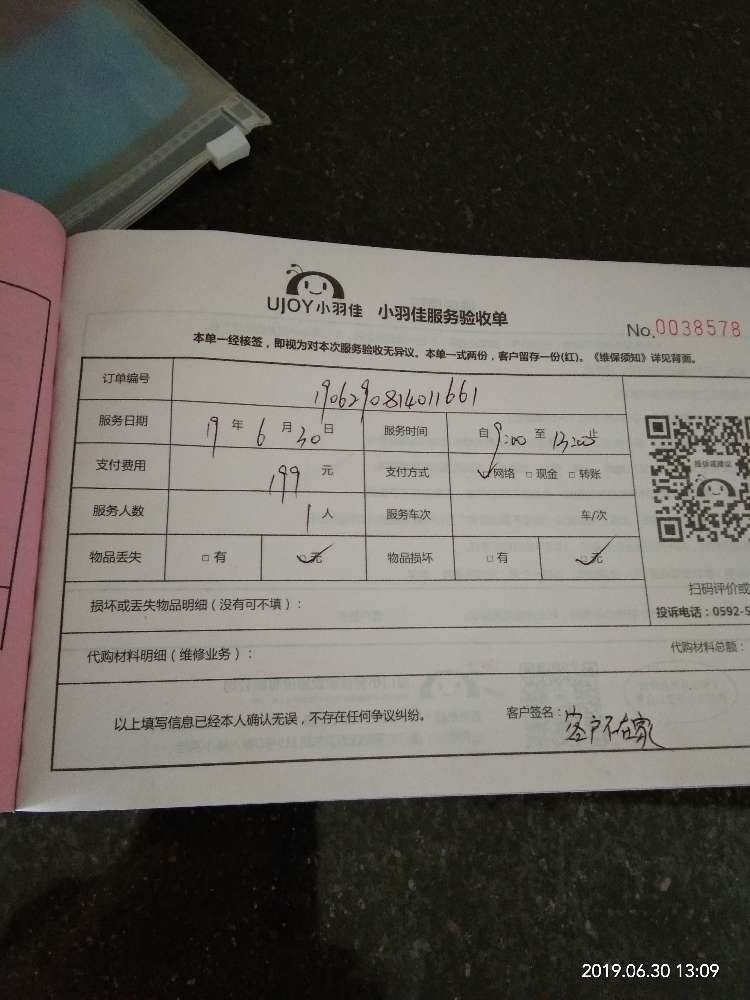 UJOY小羽佳 小羽佳服务验收单
No.0038578
本单一经核签，即视为对本次服务验收无异议。本单一式两份，客户留存一份(红)。《维保须知》详见背面。
订单编号 190629081401１661
服务日期 19 年 6 月 30 日 服务时间 自 9:00 至 13:00 止
支付费用 199 元 支付方式 ✓网络 □ 现金 □ 转账
投诉或建议
服务人数 1 人 服务车次 车/次
物品丢失 □ 有 ☑ 无 物品损坏 □ 有 ☑ 无
扫码评价或
损坏或丢失物品明细（没有可不填）：
投诉电话：0592-5
代购材料明细（维修业务）：
代购材料总额：
以上填写信息已经本人确认无误，不存在任何争议纠纷。 客户签名：客户不在家
2019.06.30 13:09